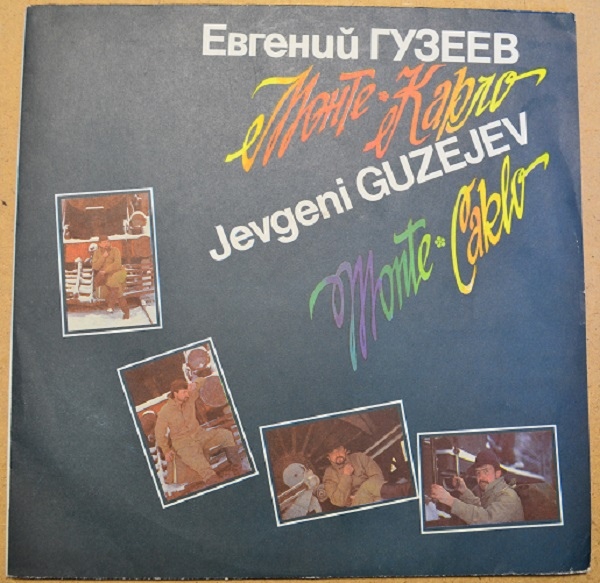 Евгений ГУЗЕЕВ
Монте-Карло
Jevgeni GUZEJEV
Monte-Carlo